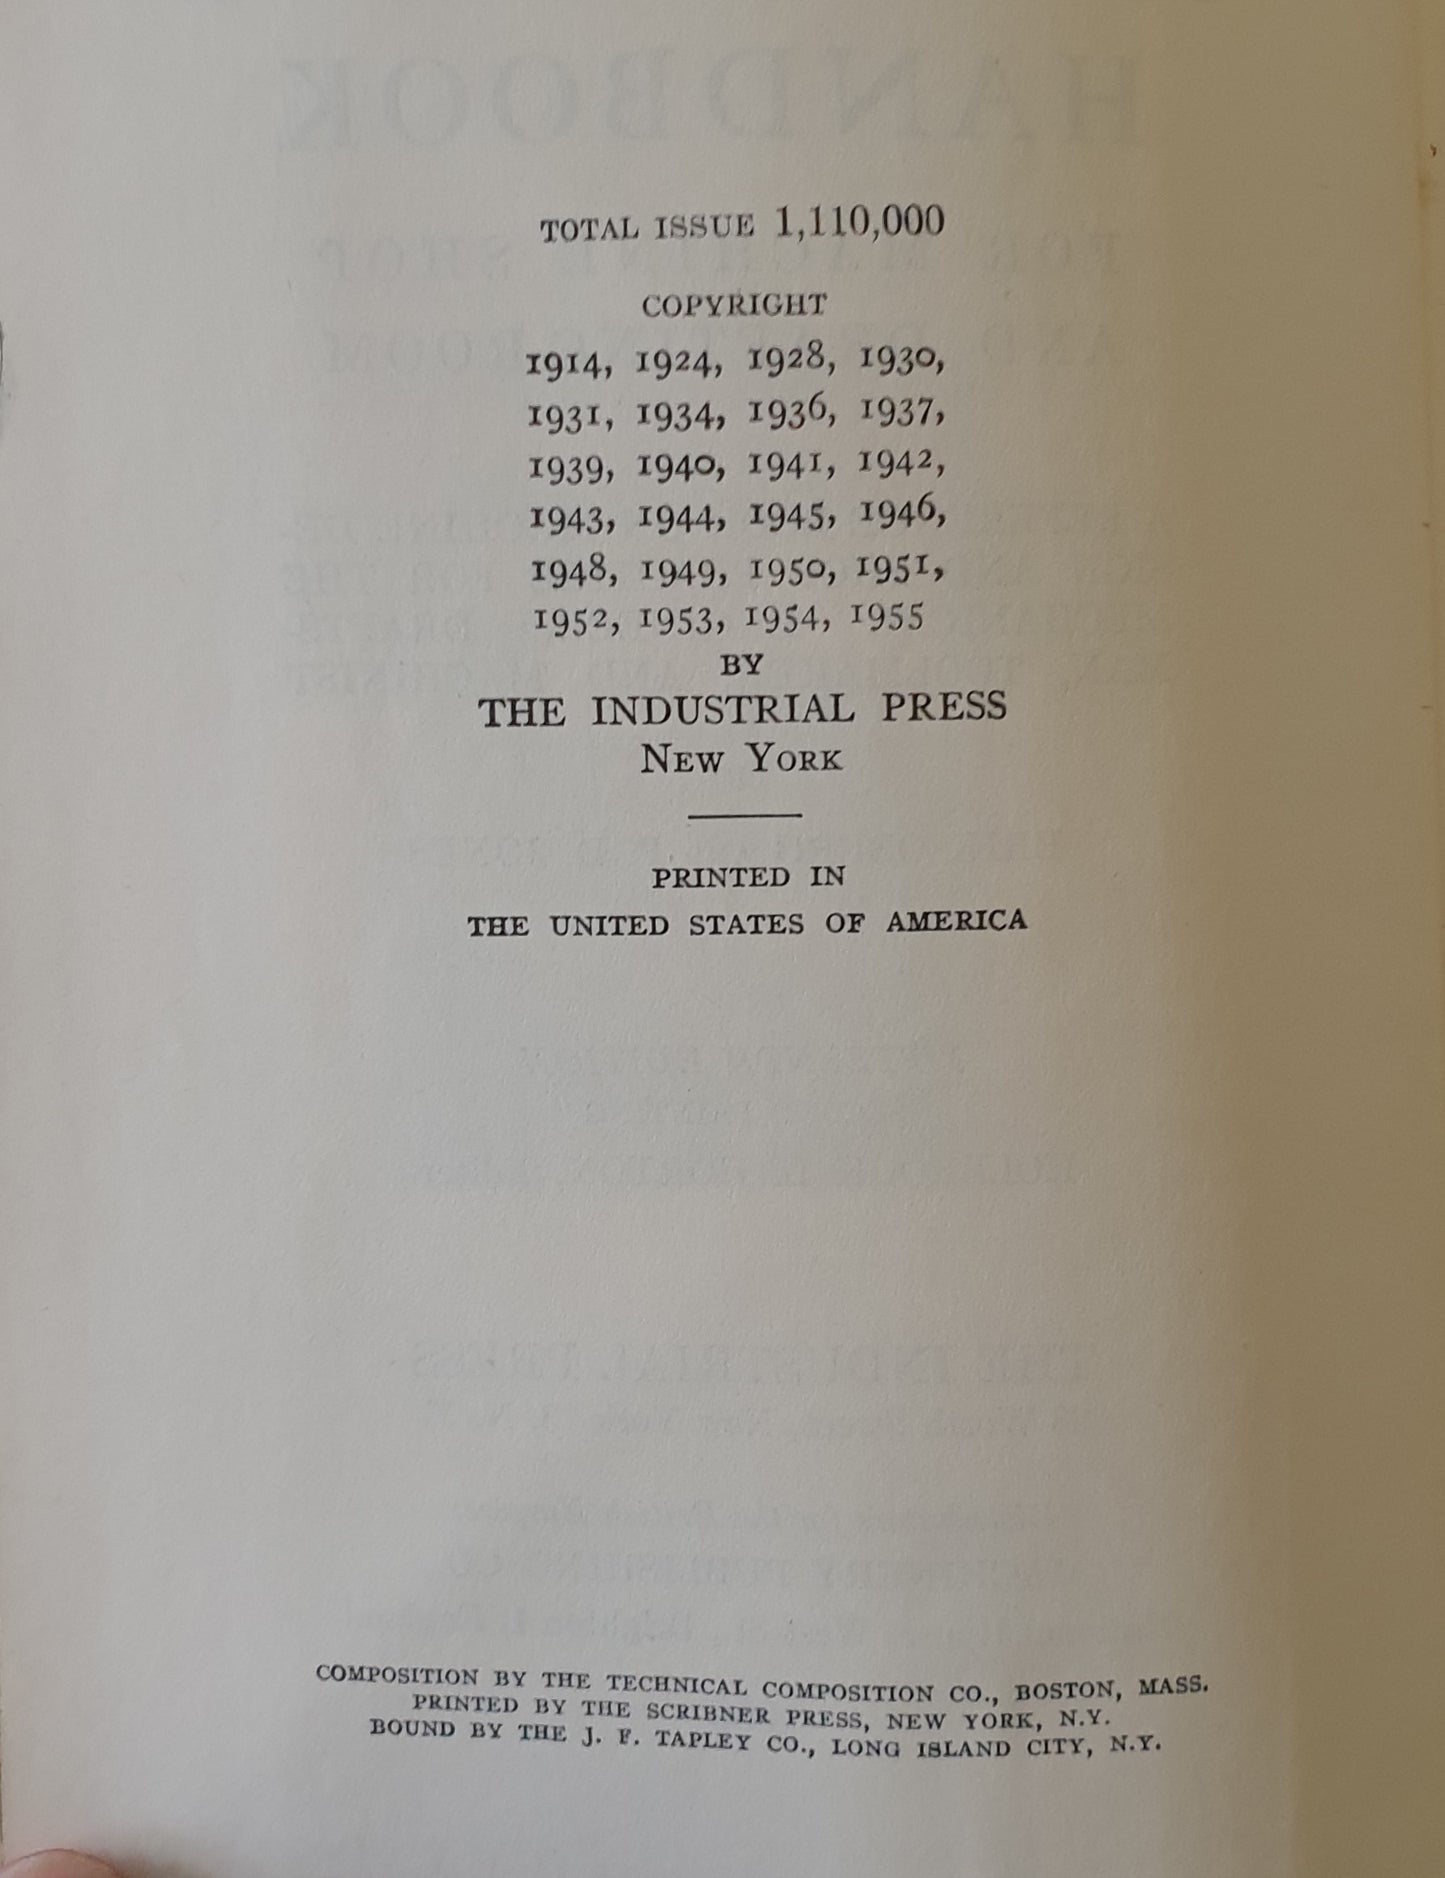 TOTAL ISSUE 1,110,000
COPYRIGHT
1914, 1924, 1928, 1930,
1931, 1934, 1936, 1937,
1939, 1940, 1941, 1942,
1943, 1944, 1945, 1946,
1948, 1949, 1950, 1951,
1952, 1953, 1954, 1955
BY
THE INDUSTRIAL PRESS
NEW YORK
PRINTED IN
THE UNITED STATES OF AMERICA
COMPOSITION BY THE TECHNICAL COMPOSITION CO., BOSTON, MASS.
PRINTED BY THE SCRIBNER PRESS, NEW YORK, N.Y.
BOUND BY THE J. F. TAPLEY CO., LONG ISLAND CITY, N.Y.